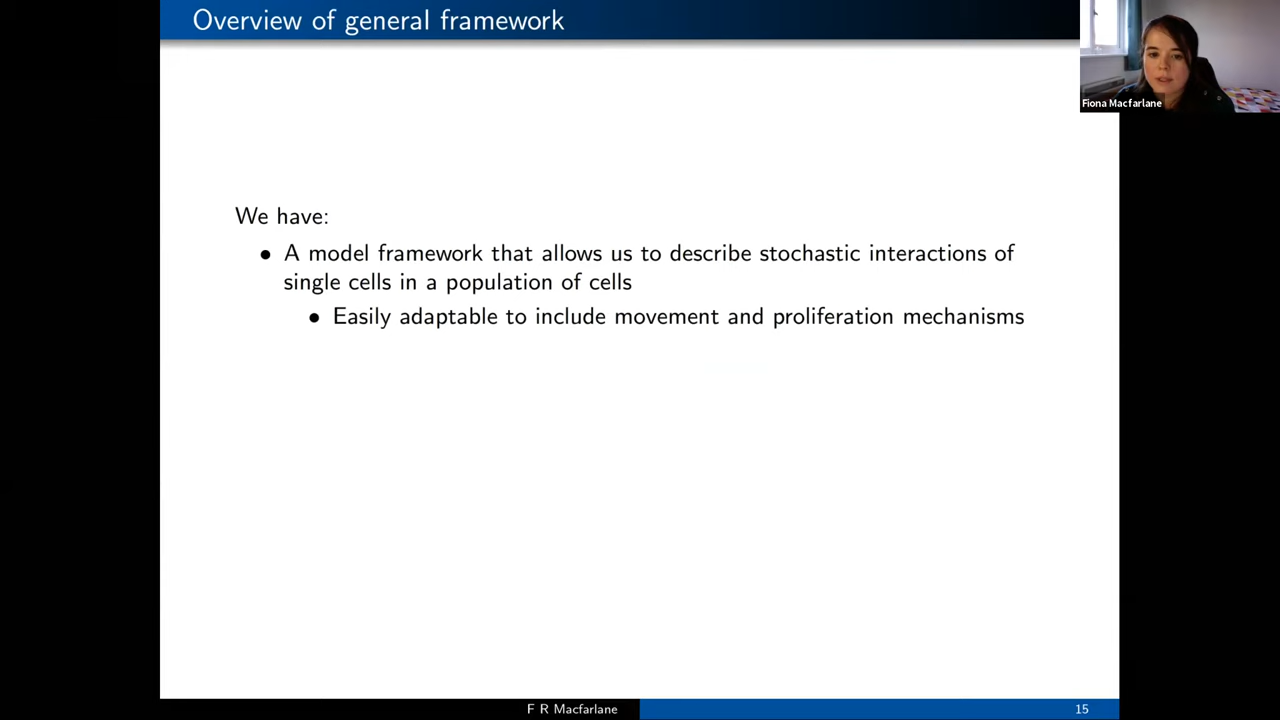 Overview of general framework
Fiona Macfarlane
We have:
• A model framework that allows us to describe stochastic interactions of
single cells in a population of cells
• Easily adaptable to include movement and proliferation mechanisms
F R Macfarlane
15